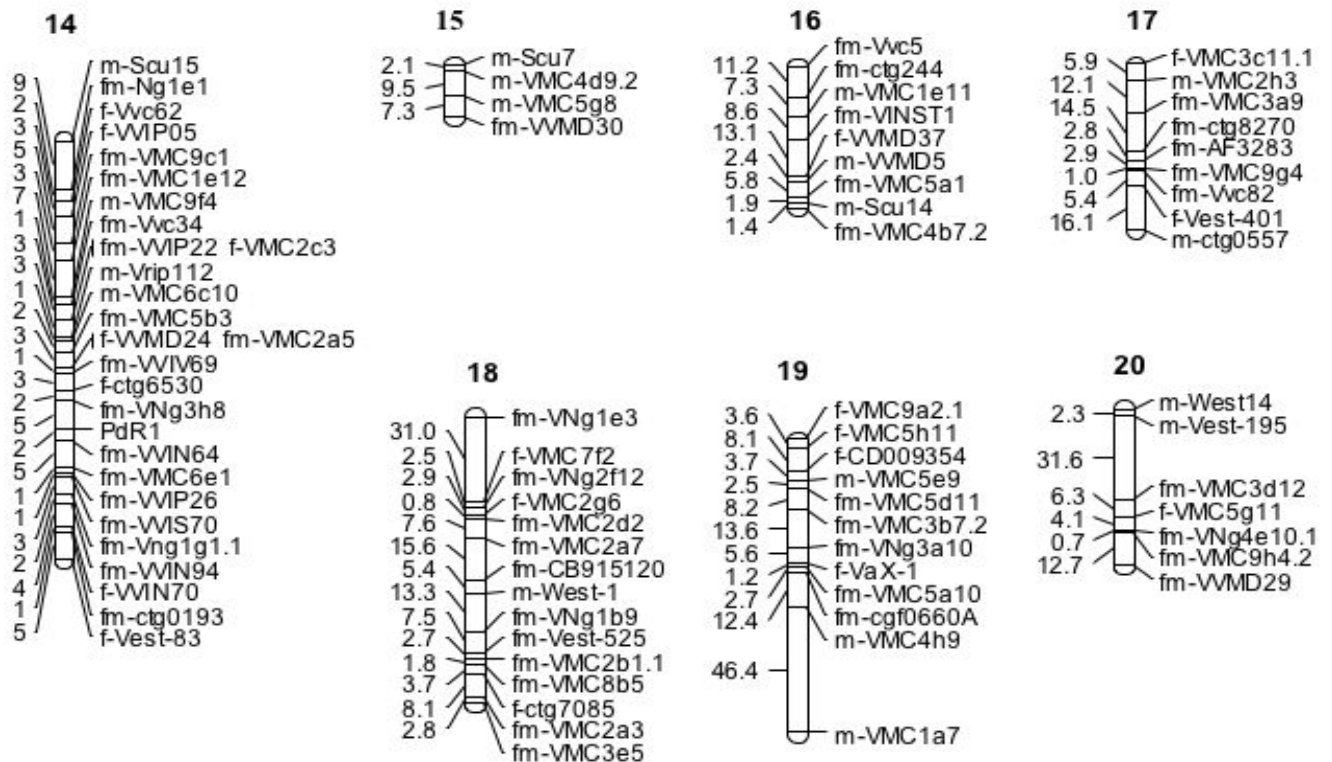 14
9
2
3
5
3
7
1
3
3
1
2
3
1
3
2
5
2
5
1
1
3
2
4
1
5
m-Scu15
fm-Ng1e1
f-Vvc62
f-VVIP05
fm-VMC9c1
fm-VMC1e12
m-VMC9f4
fm-Vvc34
fm-VVIP22 f-VMC2c3
m-Vrip112
m-VMC6c10
fm-VMC5b3
f-VVMD24 fm-VMC2a5
fm-VVIV69
f-ctg6530
fm-VNg3h8
PdR1
fm-VVIN64
fm-VMC6e1
fm-VVIP26
fm-VVIS70
fm-Vng1g1.1
fm-VVIN94
f-VVIN70
fm-ctg0193
f-Vest-83
15
2.1
9.5
7.3
m-Scu7
m-VMC4d9.2
m-VMC5g8
fm-VVMD30
16
11.2
7.3
8.6
13.1
2.4
5.8
1.9
1.4
fm-Vvc5
fm-ctg244
m-VMC1e11
fm-VINST1
f-VVMD37
m-VVMD5
fm-VMC5a1
m-Scu14
fm-VMC4b7.2
17
5.9
12.1
14.5
2.8
2.9
1.0
5.4
16.1
f-VMC3c11.1
m-VMC2h3
fm-VMC3a9
fm-ctg8270
fm-AF3283
fm-VMC9g4
fm-Vvc82
f-Vest-401
m-ctg0557
18
31.0
2.5
2.9
0.8
7.6
15.6
5.4
13.3
7.5
2.7
1.8
3.7
8.1
2.8
fm-VNg1e3
f-VMC7f2
fm-VNg2f12
f-VMC2g6
fm-VMC2d2
fm-VMC2a7
fm-CB915120
m-West-1
fm-VNg1b9
fm-Vest-525
fm-VMC2b1.1
fm-VMC8b5
f-ctg7085
fm-VMC2a3
fm-VMC3e5
19
3.6
8.1
3.7
2.5
8.2
13.6
5.6
1.2
2.7
12.4
46.4
f-VMC9a2.1
f-VMC5h11
f-CD009354
m-VMC5e9
fm-VMC5d11
fm-VMC3b7.2
fm-VNg3a10
f-VaX-1
fm-VMC5a10
fm-cgf0660A
m-VMC4h9
m-VMC1a7
20
2.3
31.6
6.3
4.1
0.7
12.7
m-West14
m-Vest-195
fm-VMC3d12
f-VMC5g11
fm-VNg4e10.1
fm-VMC9h4.2
fm-VVMD29